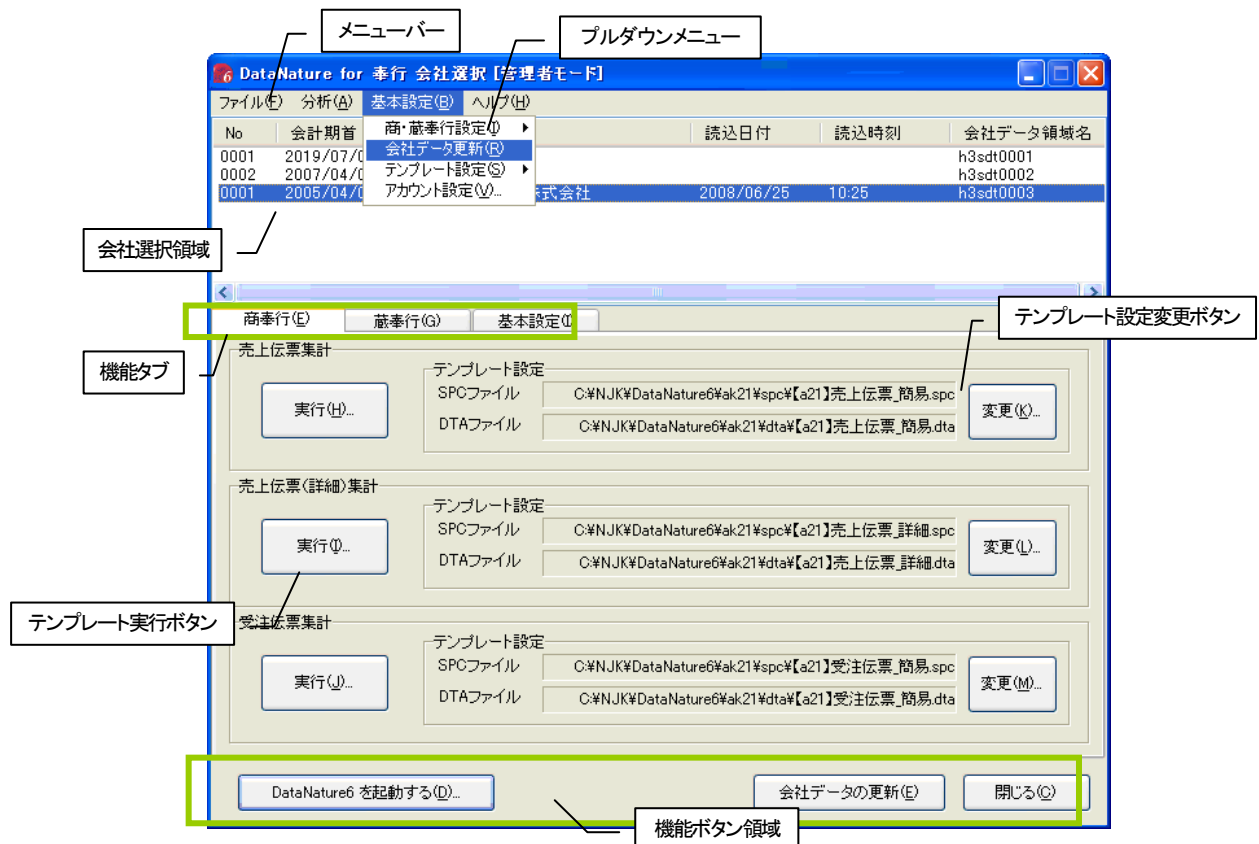 メニューバー
プルダウンメニュー
DataNature for 奉行 会社選択 [管理者モード]
ファイル(F) 分析(A) 基本設定(B) ヘルプ(H)
商・蔵奉行設定(I)
会社データ更新(R)
テンプレート設定(S)
アカウント設定(V)...
No 会計期首 読込日付 読込時刻 会社データ領域名
0001 2019/07/0 h3sdt0001
0002 2007/04/0 h3sdt0002
0001 2005/04/0 式会社 2008/06/25 10:25 h3sdt0003
会社選択領域
テンプレート設定変更ボタン
商奉行(E) 蔵奉行(G) 基本設定(I)
機能タブ
売上伝票集計
テンプレート設定
実行(H)...
SPCファイル C:¥NJK¥DataNature6¥ak21¥spc¥【a21】売上伝票_簡易.spc
DTAファイル C:¥NJK¥DataNature6¥ak21¥dta¥【a21】売上伝票_簡易.dta
変更(K)...
売上伝票(詳細)集計
テンプレート設定
実行(I)...
SPCファイル C:¥NJK¥DataNature6¥ak21¥spc¥【a21】売上伝票_詳細.spc
DTAファイル C:¥NJK¥DataNature6¥ak21¥dta¥【a21】売上伝票_詳細.dta
変更(L)...
テンプレート実行ボタン
受注伝票集計
テンプレート設定
実行(J)...
SPCファイル C:¥NJK¥DataNature6¥ak21¥spc¥【a21】受注伝票_簡易.spc
DTAファイル C:¥NJK¥DataNature6¥ak21¥dta¥【a21】受注伝票_簡易.dta
変更(M)...
DataNature6 を起動する(D)... 会社データの更新(E) 閉じる(C)
機能ボタン領域